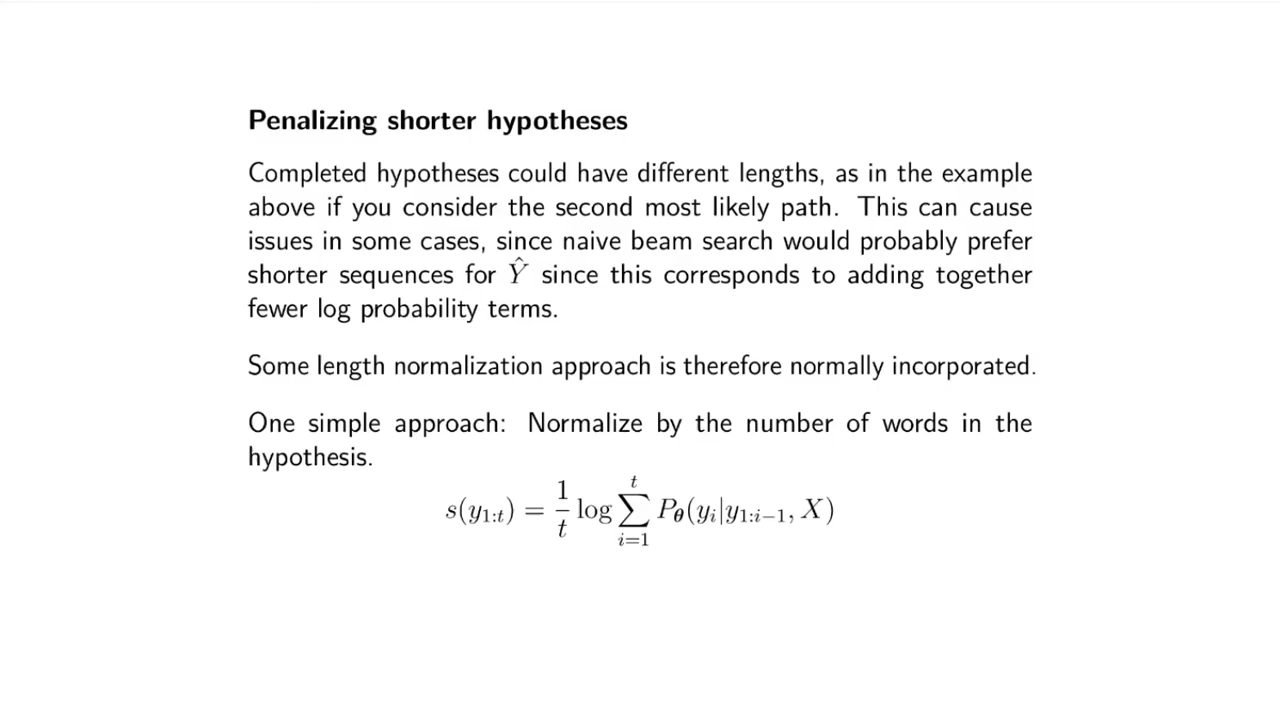 Penalizing shorter hypotheses
Completed hypotheses could have different lengths, as in the example
above if you consider the second most likely path. This can cause
issues in some cases, since naive beam search would probably prefer
shorter sequences for Ŷ since this corresponds to adding together
fewer log probability terms.
Some length normalization approach is therefore normally incorporated.
One simple approach: Normalize by the number of words in the
hypothesis.
$s(y_{1:t}) = \frac{1}{t} \log \sum_{i=1}^{t} P_{\boldsymbol{\theta}}(y_i|y_{1:i-1}, X)$